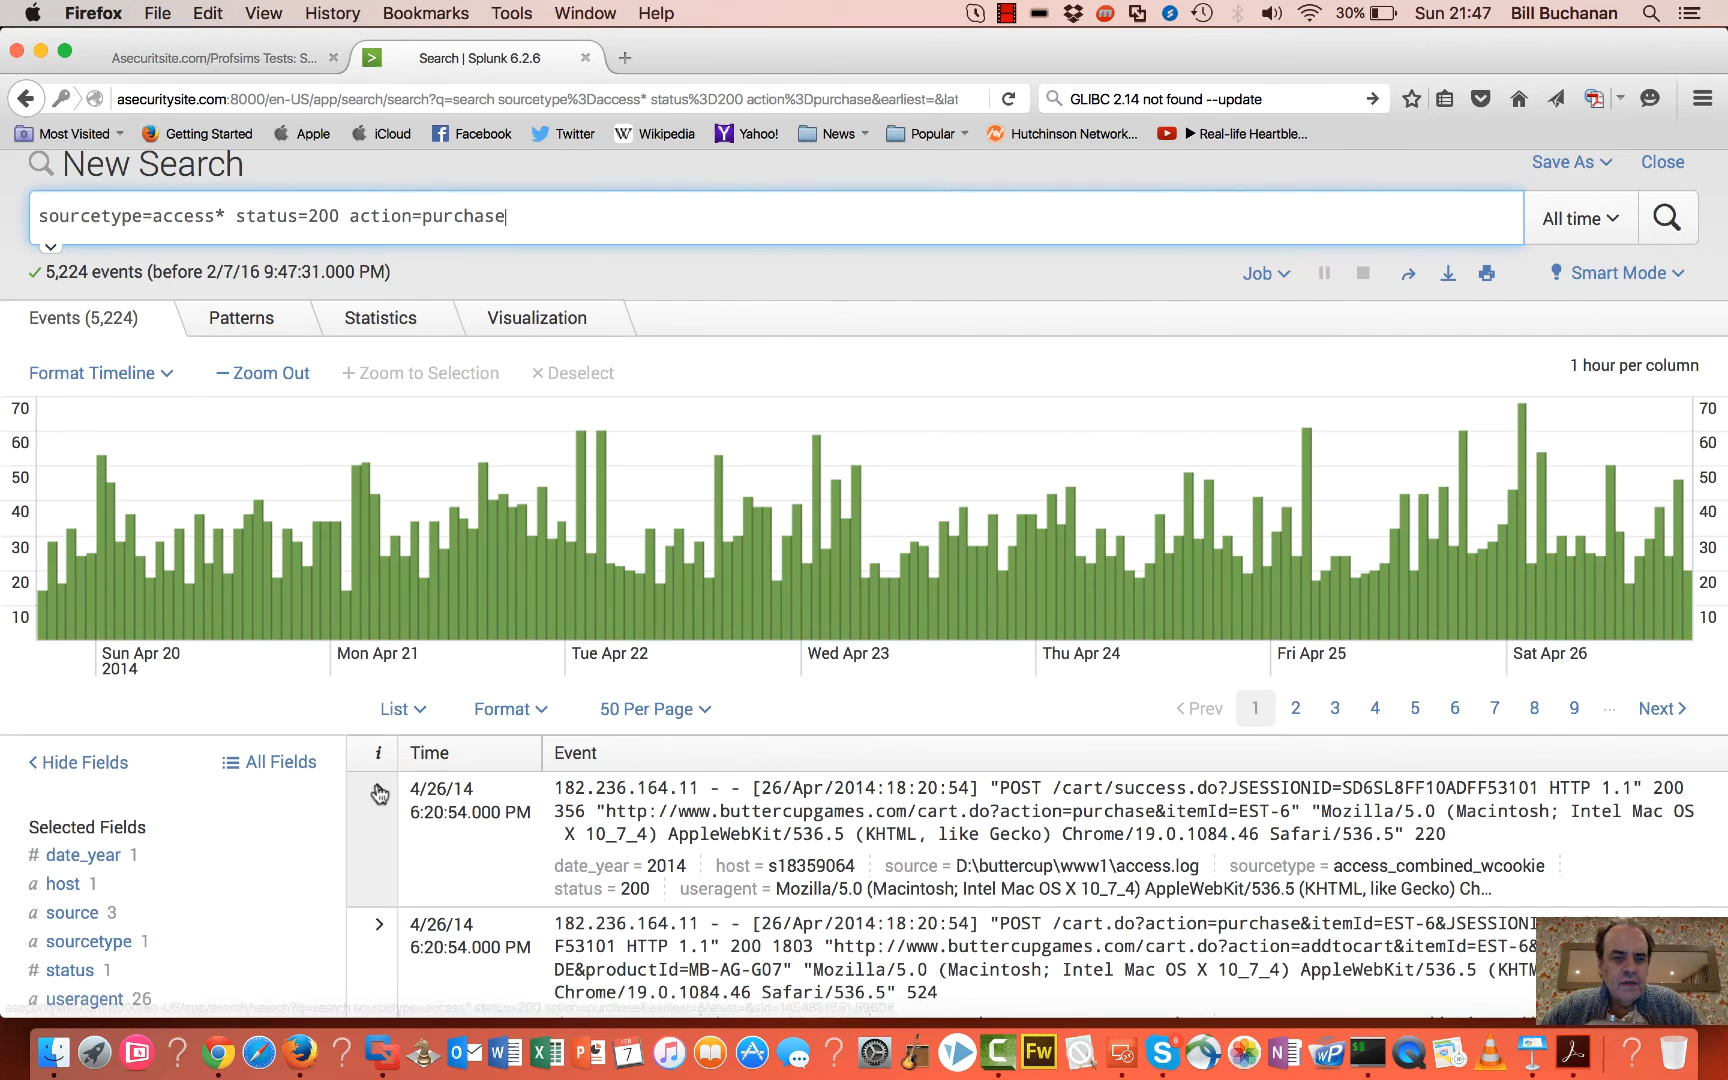 Firefox File Edit View History Bookmarks Tools Window Help 30% Sun 21:47 Bill Buchanan
Asecuritsite.com/Profsims Tests: S... Search | Splunk 6.2.6
asecuritysite.com:8000/en-US/app/search/search?q=search sourcetype%3Daccess* status%3D200 action%3Dpurchase&earliest=&lat GLIBC 2.14 not found --update
Most Visited Getting Started Apple iCloud Facebook Twitter Wikipedia Yahoo! News Popular Hutchinson Network... ▶ Real-life Heartble...
New Search Save As Close
sourcetype=access* status=200 action=purchase All time
5,224 events (before 2/7/16 9:47:31.000 PM) Job Smart Mode
Events (5,224) Patterns Statistics Visualization
Format Timeline — Zoom Out + Zoom to Selection × Deselect 1 hour per column
70 70
60 60
50 50
40 40
30 30
20 20
10 10
Sun Apr 20 Mon Apr 21 Tue Apr 22 Wed Apr 23 Thu Apr 24 Fri Apr 25 Sat Apr 26
2014
List Format 50 Per Page < Prev 1 2 3 4 5 6 7 8 9 ... Next >
< Hide Fields All Fields i Time Event
Selected Fields
# date_year 1
a host 1
a source 3
a sourcetype 1
# status 1
a useragent 26
4/26/14
6:20:54.000 PM
182.236.164.11 - - [26/Apr/2014:18:20:54] "POST /cart/success.do?JSESSIONID=SD6SL8FF10ADFF53101 HTTP 1.1" 200
356 "http://www.buttercupgames.com/cart.do?action=purchase&itemId=EST-6" "Mozilla/5.0 (Macintosh; Intel Mac OS
X 10_7_4) AppleWebKit/536.5 (KHTML, like Gecko) Chrome/19.0.1084.46 Safari/536.5" 220
date_year = 2014 host = s18359064 source = D:\buttercup\www1\access.log sourcetype = access_combined_wcookie
status = 200 useragent = Mozilla/5.0 (Macintosh; Intel Mac OS X 10_7_4) AppleWebKit/536.5 (KHTML, like Gecko) Ch...
4/26/14
6:20:54.000 PM
182.236.164.11 - - [26/Apr/2014:18:20:54] "POST /cart.do?action=purchase&itemId=EST-6&JSESSIONI
F53101 HTTP 1.1" 200 1803 "http://www.buttercupgames.com/cart.do?action=addtocart&itemId=EST-6&
DE&productId=MB-AG-G07" "Mozilla/5.0 (Macintosh; Intel Mac OS X 10_7_4) AppleWebKit/536.5 (KHTM
Chrome/19.0.1084.46 Safari/536.5" 524